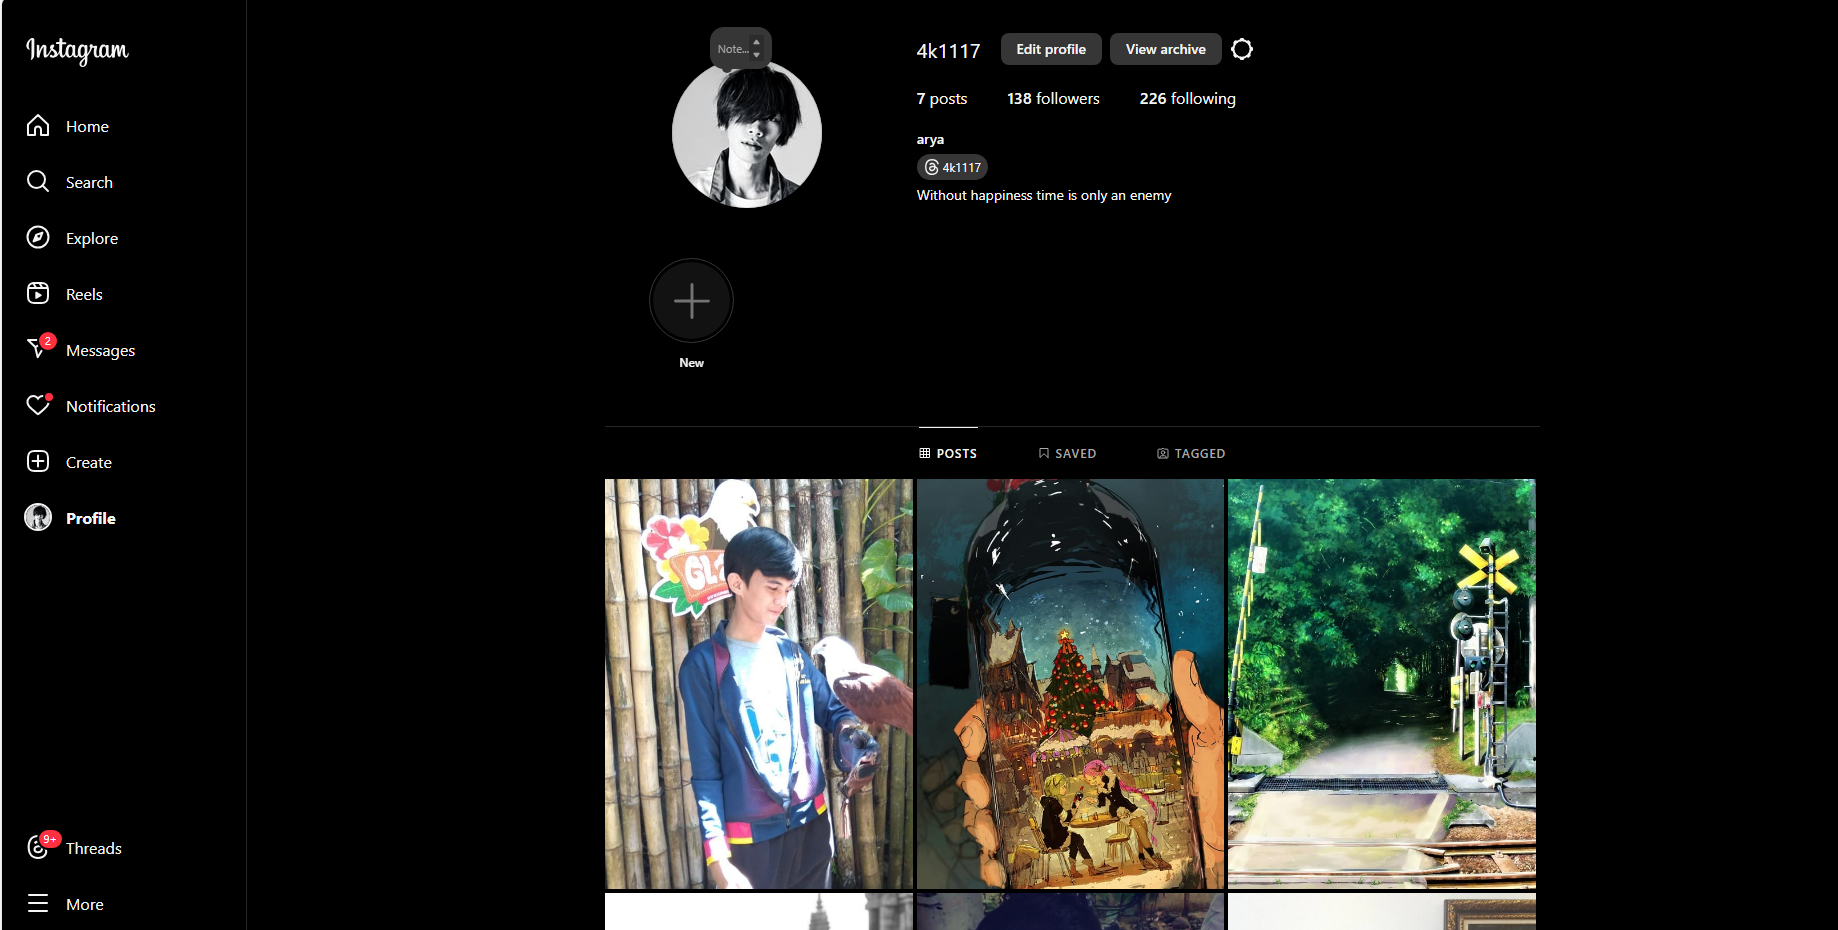 Instagram
Home
Search
Explore
Reels
2
Messages
Notifications
Create
Profile
9+
Threads
More
Note...
4k1117
Edit profile
View archive
7 posts
138 followers
226 following
arya
4k1117
Without happiness time is only an enemy
New
POSTS
SAVED
TAGGED